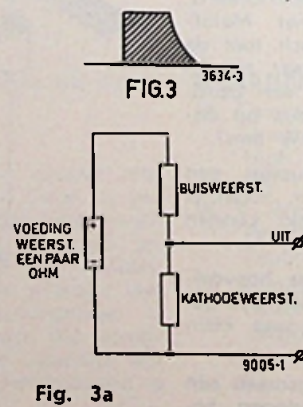 3634-3
FIG.3
BUISWEERST.
VOEDING
WEERST.
EEN PAAR
OHM
+
-
UIT
KATHODEWEERST.
9005-1
Fig. 3a